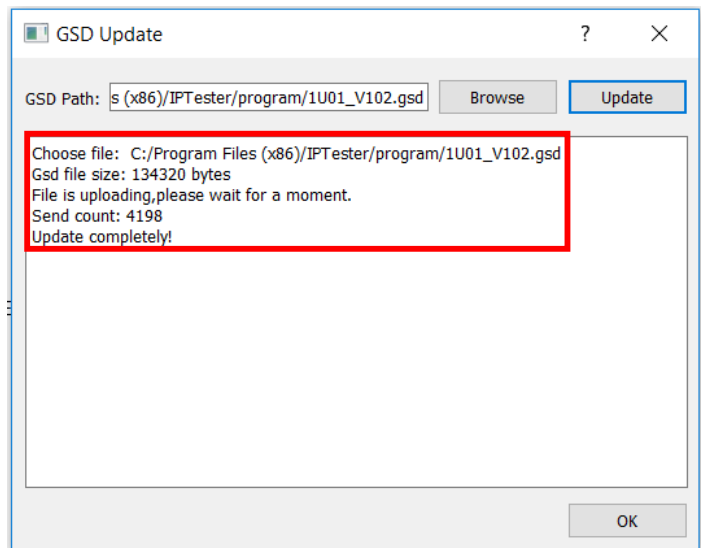 GSD Update
?
GSD Path: s (x86)/IPTester/program/1U01_V102.gsd Browse Update
Choose file:  C:/Program Files (x86)/IPTester/program/1U01_V102.gsd
Gsd file size: 134320 bytes
File is uploading,please wait for a moment.
Send count: 4198
Update completely!
OK